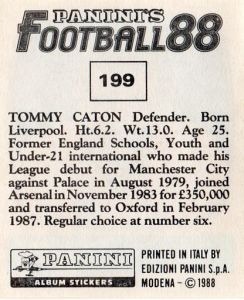 PANINI'S
FOOTBALL 88
199
TOMMY CATON Defender. Born
Liverpool. Ht.6.2. Wt.13.0. Age 25.
Former England Schools, Youth and
Under-21 international who made his
League debut for Manchester City
against Palace in August 1979, joined
Arsenal in November 1983 for £350,000
and transferred to Oxford in February
1987. Regular choice at number six.
PANINI
ALBUM STICKERS
PRINTED IN ITALY BY
EDIZIONI PANINI S.p.A.
MODENA - © 1988